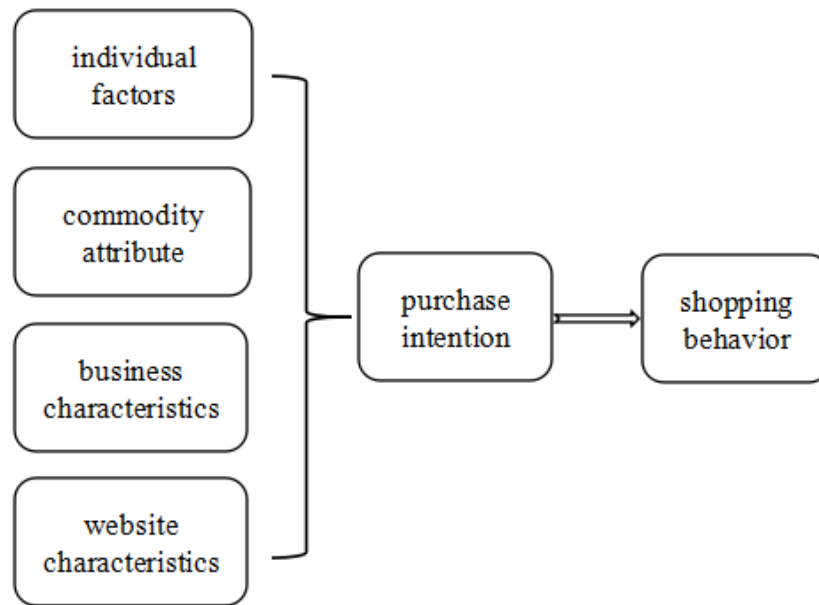 individual
factors
commodity
attribute
business
characteristics
website
characteristics
purchase
intention
shopping
behavior